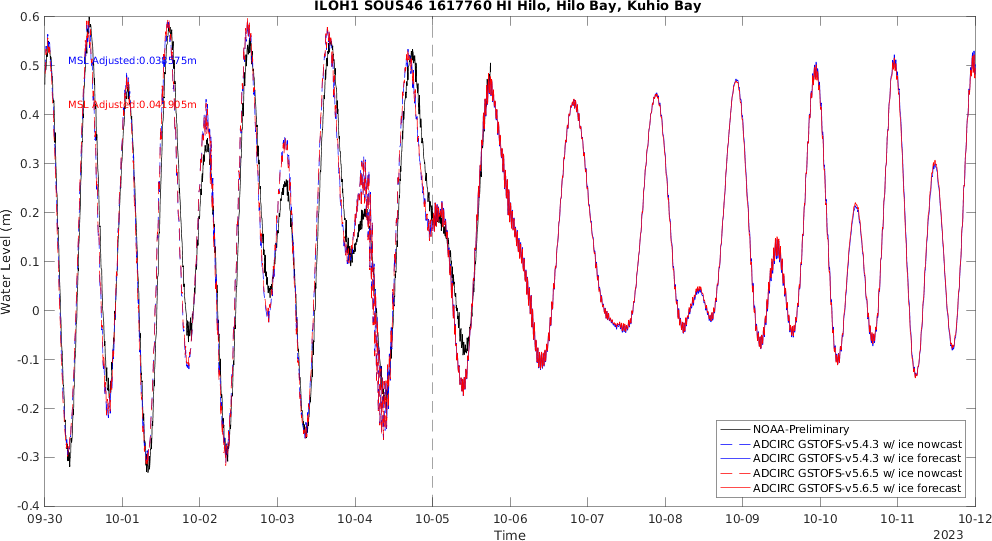 ILOH1 SOUS46 1617760 HI Hilo, Hilo Bay, Kuhio Bay
0.6
MSL Adjusted:0.038575m
0.5
MSL Adjusted:0.041905m
0.4
0.3
0.2
0.1
0
-0.1
-0.2
-0.3
-0.4
Water Level (m)
NOAA-Preliminary
ADCIRC GSTOFS-v5.4.3 w/ ice nowcast
ADCIRC GSTOFS-v5.4.3 w/ ice forecast
ADCIRC GSTOFS-v5.6.5 w/ ice nowcast
ADCIRC GSTOFS-v5.6.5 w/ ice forecast
09-30 10-01 10-02 10-03 10-04 10-05 10-06 10-07 10-08 10-09 10-10 10-11 10-12
Time
2023